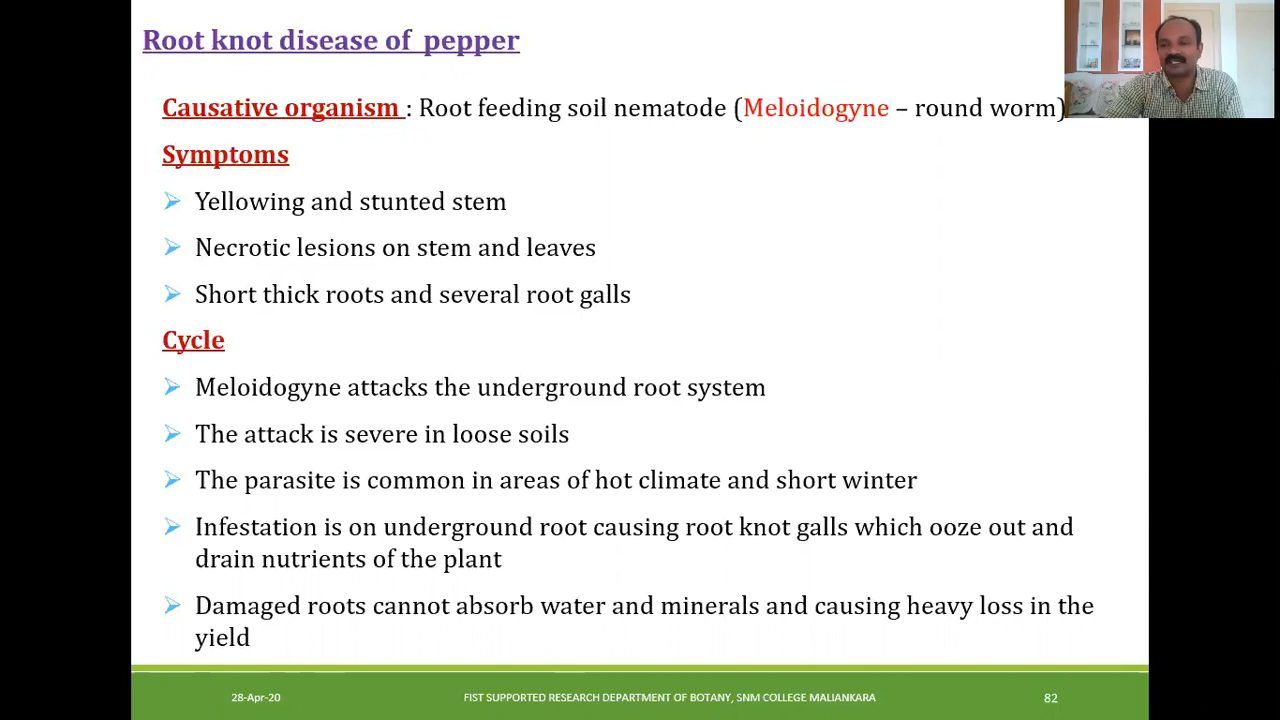 Root knot disease of pepper
Causative organism : Root feeding soil nematode (Meloidogyne – round worm)
Symptoms
Yellowing and stunted stem
Necrotic lesions on stem and leaves
Short thick roots and several root galls
Cycle
Meloidogyne attacks the underground root system
The attack is severe in loose soils
The parasite is common in areas of hot climate and short winter
Infestation is on underground root causing root knot galls which ooze out and
drain nutrients of the plant
Damaged roots cannot absorb water and minerals and causing heavy loss in the
yield
28-Apr-20 FIST SUPPORTED RESEARCH DEPARTMENT OF BOTANY, SNM COLLEGE MALIANKARA 82